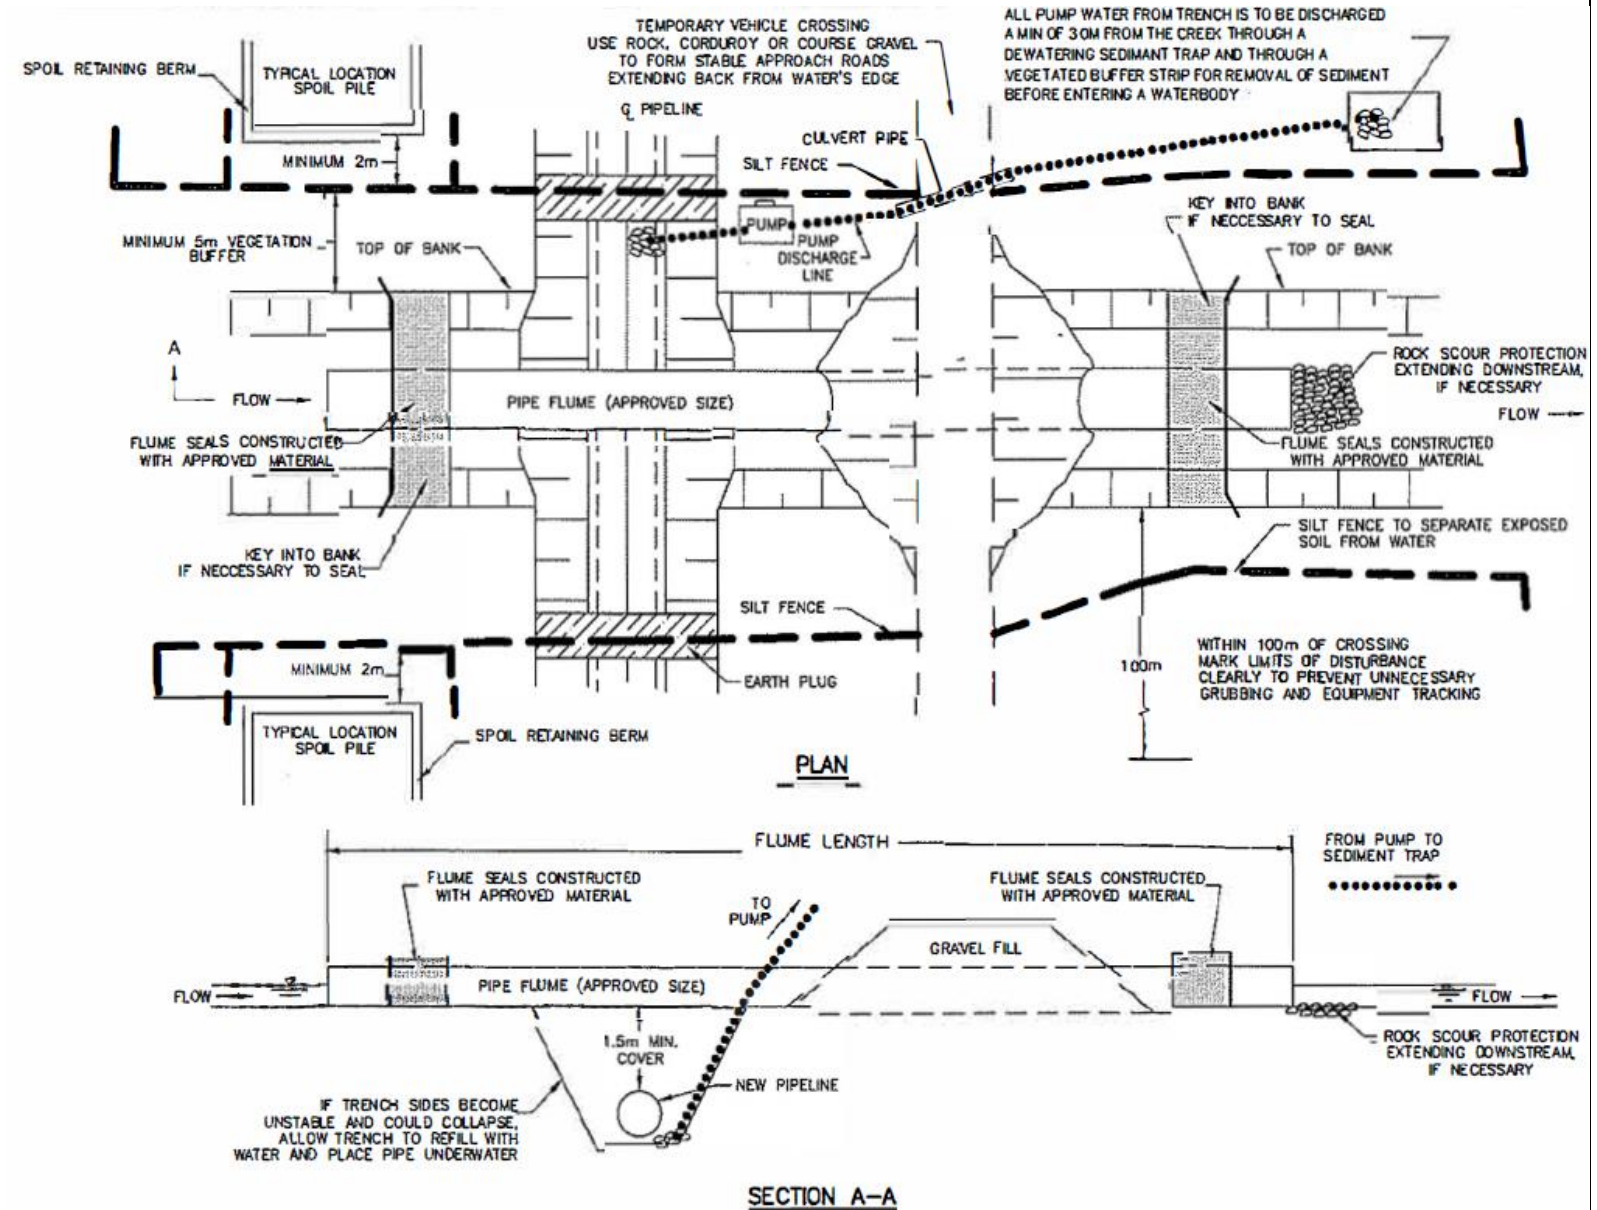 TEMPORARY VEHICLE CROSSING
USE ROCK, CORDUROY OR COURSE GRAVEL
TO FORM STABLE APPROACH ROADS
EXTENDING BACK FROM WATER'S EDGE
ALL PUMP WATER FROM TRENCH IS TO BE DISCHARGED
A MIN OF 30M FROM THE CREEK THROUGH A
DEWATERING SEDIMANT TRAP AND THROUGH A
VEGETATED BUFFER STRIP FOR REMOVAL OF SEDIMENT
BEFORE ENTERING A WATERBODY
SPOIL RETAINING BERM
TYPICAL LOCATION
SPOIL PILE
℄ PIPELINE
CULVERT PIPE
SILT FENCE
MINIMUM 2m
KEY INTO BANK
IF NECCESSARY TO SEAL
PUMP
PUMP
DISCHARGE
LINE
MINIMUM 5m VEGETATION
BUFFER
TOP OF BANK
TOP OF BANK
A
FLOW
PIPE FLUME (APPROVED SIZE)
ROCK SCOUR PROTECTION
EXTENDING DOWNSTREAM,
IF NECESSARY
FLOW
FLUME SEALS CONSTRUCTED
WITH APPROVED MATERIAL
FLUME SEALS CONSTRUCTED
WITH APPROVED MATERIAL
SILT FENCE TO SEPARATE EXPOSED
SOIL FROM WATER
KEY INTO BANK
IF NECCESSARY TO SEAL
SILT FENCE
MINIMUM 2m
EARTH PLUG
100m
WITHIN 100m OF CROSSING
MARK LIMITS OF DISTURBANCE
CLEARLY TO PREVENT UNNECESSARY
GRUBBING AND EQUIPMENT TRACKING
TYPICAL LOCATION
SPOIL PILE
SPOIL RETAINING BERM
PLAN
FLUME LENGTH
FROM PUMP TO
SEDIMENT TRAP
FLUME SEALS CONSTRUCTED
WITH APPROVED MATERIAL
FLUME SEALS CONSTRUCTED
WITH APPROVED MATERIAL
TO
PUMP
GRAVEL FILL
FLOW
PIPE FLUME (APPROVED SIZE)
FLOW
1.5m MIN.
COVER
ROCK SCOUR PROTECTION
EXTENDING DOWNSTREAM,
IF NECESSARY
NEW PIPELINE
IF TRENCH SIDES BECOME
UNSTABLE AND COULD COLLAPSE,
ALLOW TRENCH TO REFILL WITH
WATER AND PLACE PIPE UNDERWATER
SECTION A-A